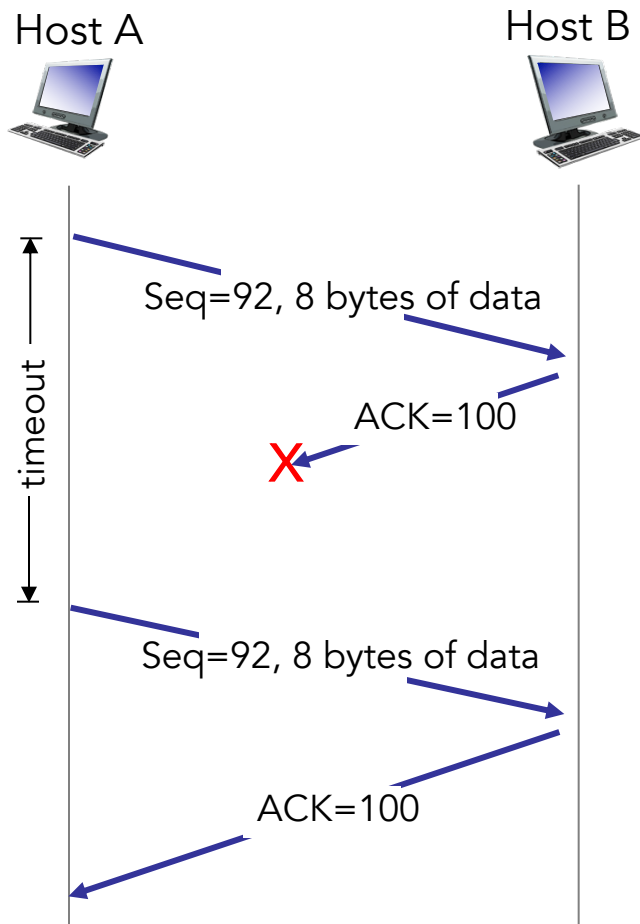 Host A
Host B
Seq=92, 8 bytes of data
ACK=100
X
timeout
Seq=92, 8 bytes of data
ACK=100